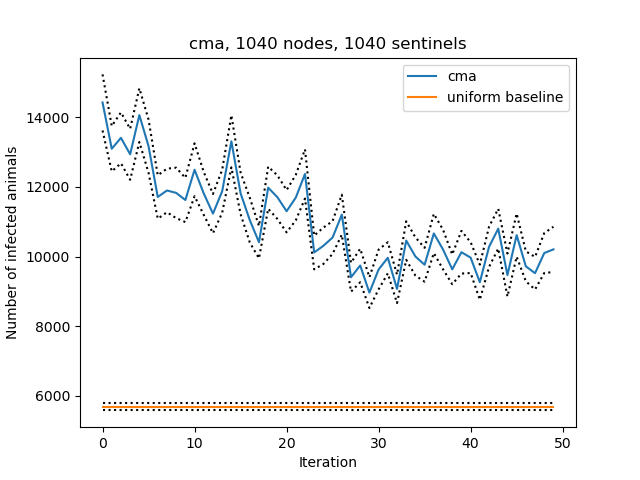 cma, 1040 nodes, 1040 sentinels
cma
uniform baseline
Number of infected animals
14000
12000
10000
8000
6000
0
10
20
30
40
50
Iteration